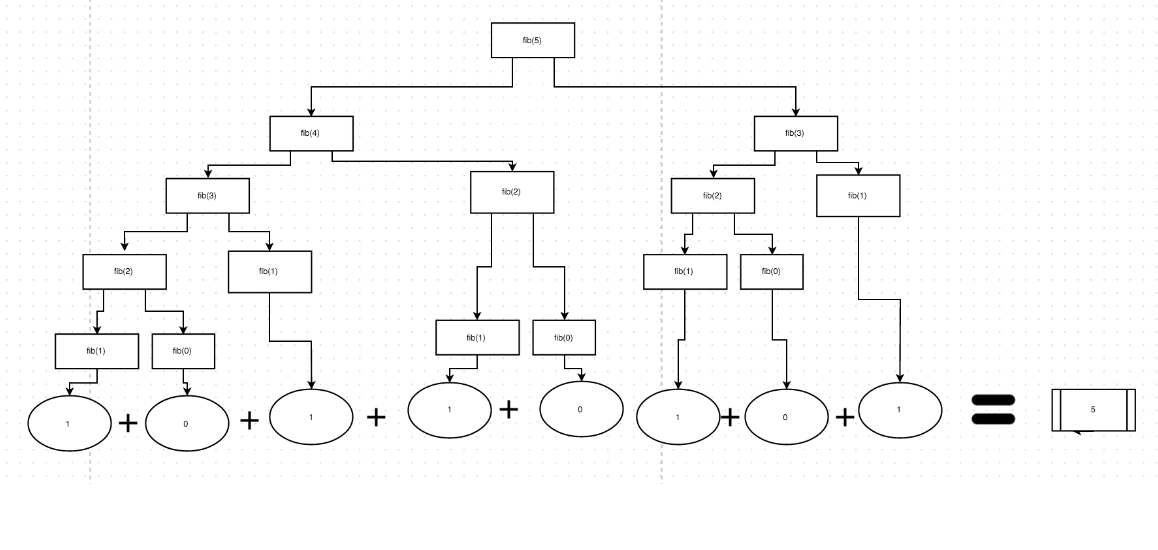 fib(5)
fib(4)
fib(3)
fib(3)
fib(2)
fib(2)
fib(1)
fib(2)
fib(1)
fib(1)
fib(0)
fib(1)
fib(0)
fib(1)
fib(0)
1 + 0 + 1 + 1 + 0 1 + 0 + 1 = 5